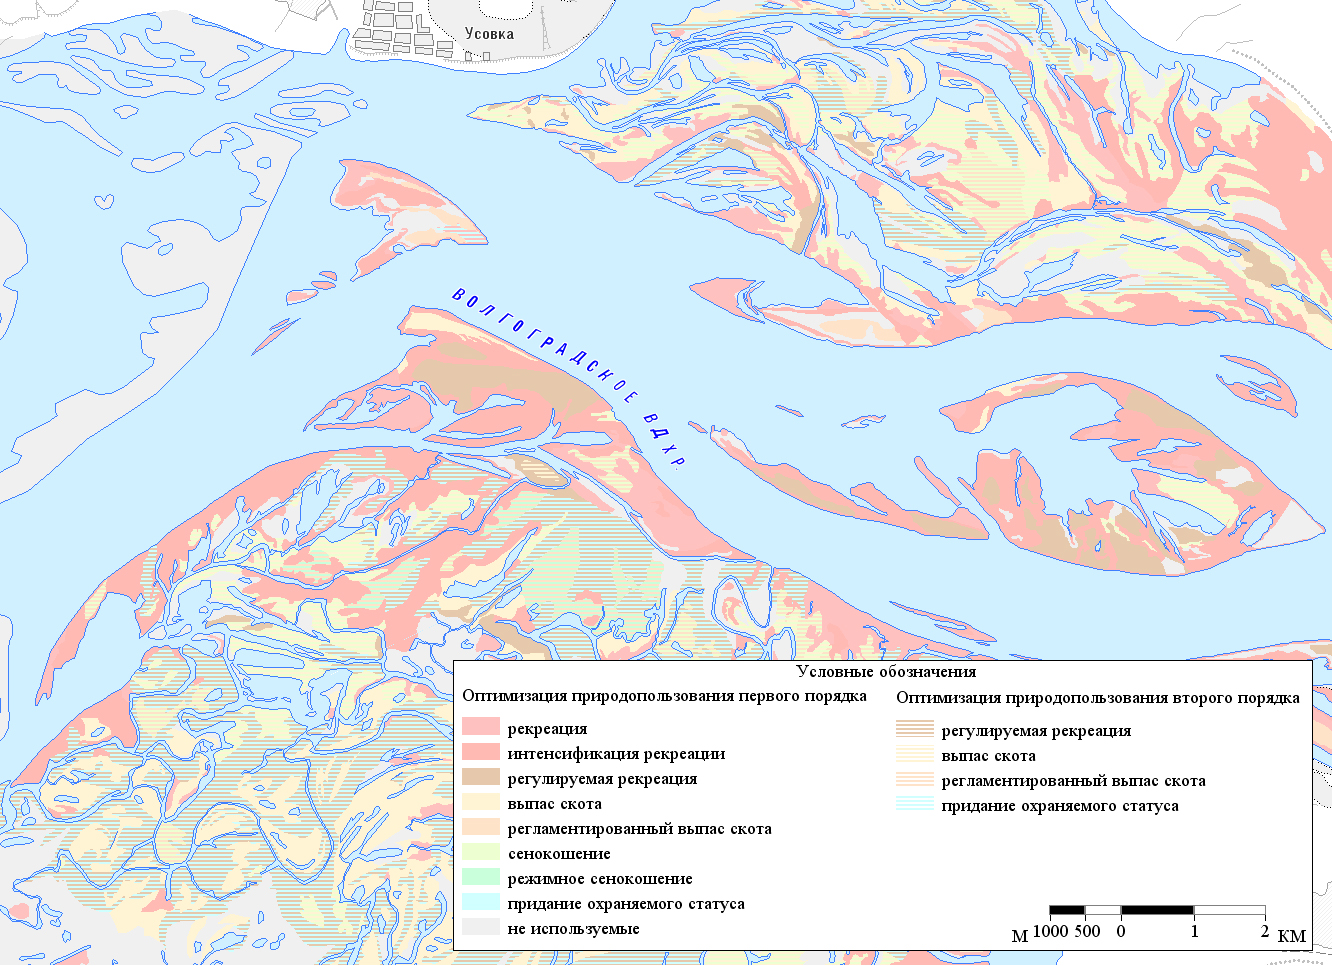 Усовка
ВОЛГОГРАДСКОЕ ВДХР.
Условные обозначения
Оптимизация природопользования первого порядка
рекреация
интенсификация рекреации
регулируемая рекреация
выпас скота
регламентированный выпас скота
сенокошение
режимное сенокошение
придание охраняемого статуса
не используемые
Оптимизация природопользования второго порядка
регулируемая рекреация
выпас скота
регламентированный выпас скота
придание охраняемого статуса
М 1000 500 0 1 2 КМ